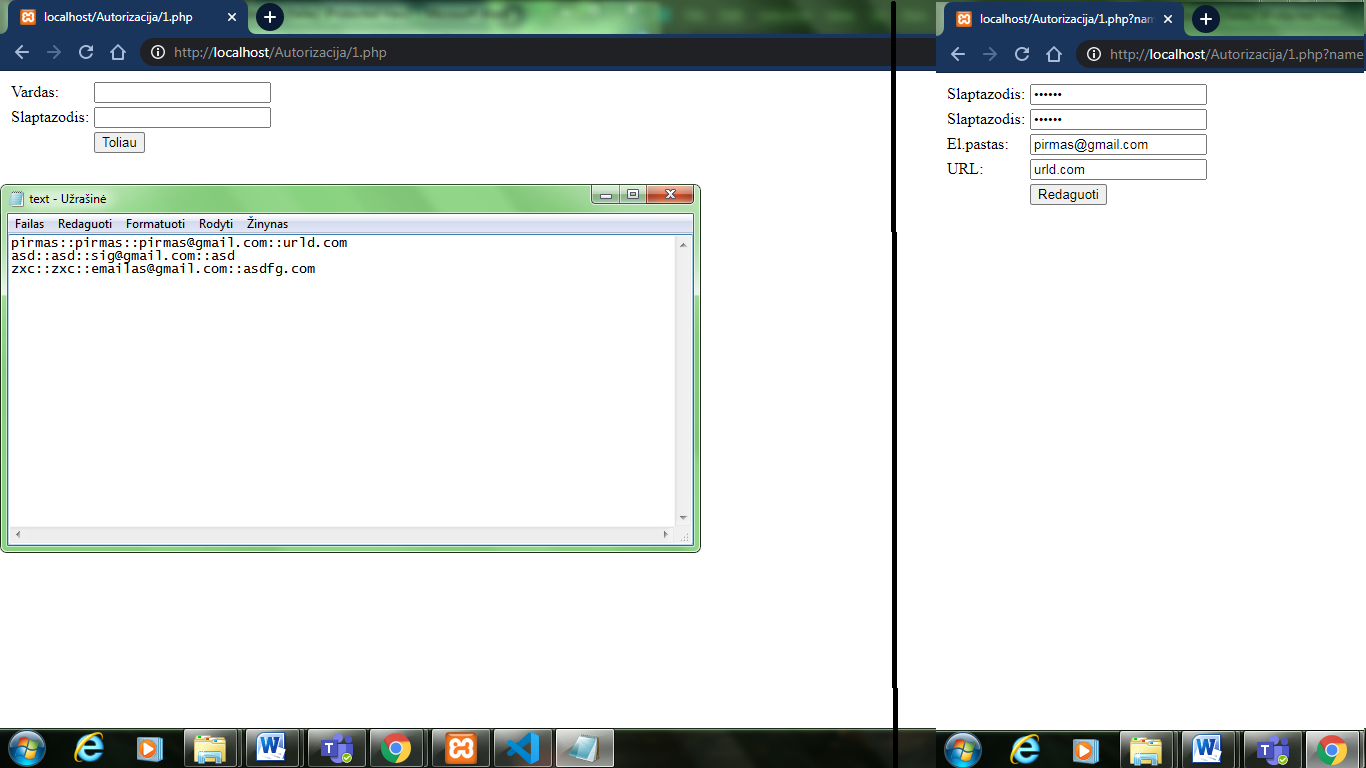 localhost/Autorizacija/1.php
http://localhost/Autorizacija/1.php
Vardas:
Slaptazodis:
Toliau
text - Užrašinė
Failas Redaguoti Formatuoti Rodyti Žinynas
pirmas::pirmas::pirmas@gmail.com::urld.com
asd::asd::sig@gmail.com::asd
zxc::zxc::emailas@gmail.com::asdfg.com
localhost/Autorizacija/1.php?nam
http://localhost/Autorizacija/1.php?name
Slaptazodis: ••••••
Slaptazodis: ••••••
El.pastas: pirmas@gmail.com
URL: urld.com
Redaguoti